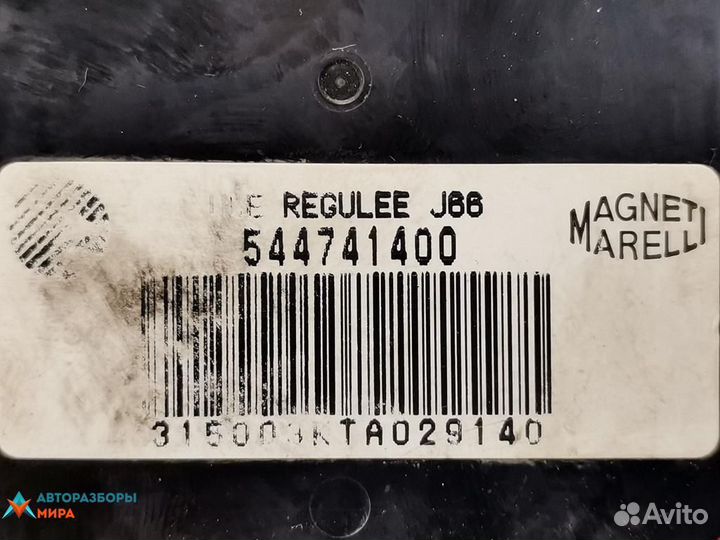 REGULEE J66
544741400
MAGNETI
MARELLI
315003KTA029140
АВТОРАЗБОРЫ
МИРА
Avito